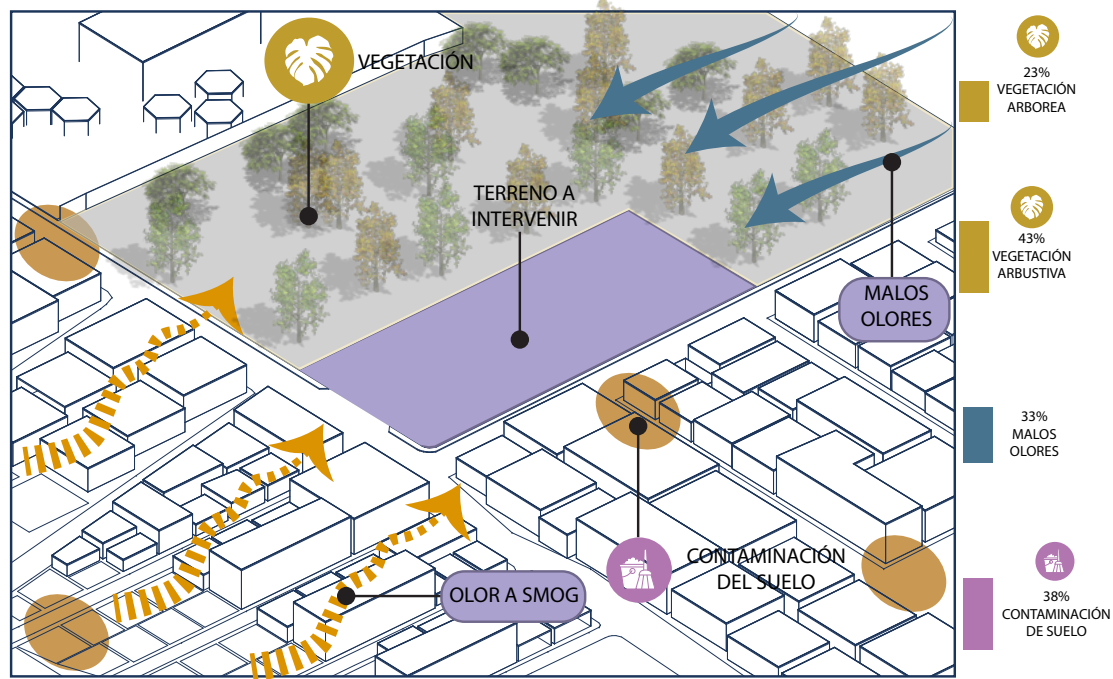 VEGETACIÓN
TERRENO A
INTERVENIR
MALOS
OLORES
CONTAMINACIÓN
DEL SUELO
OLOR A SMOG
23%
VEGETACIÓN
ARBOREA
43%
VEGETACIÓN
ARBUSTIVA
33%
MALOS
OLORES
38%
CONTAMINACIÓN
DE SUELO